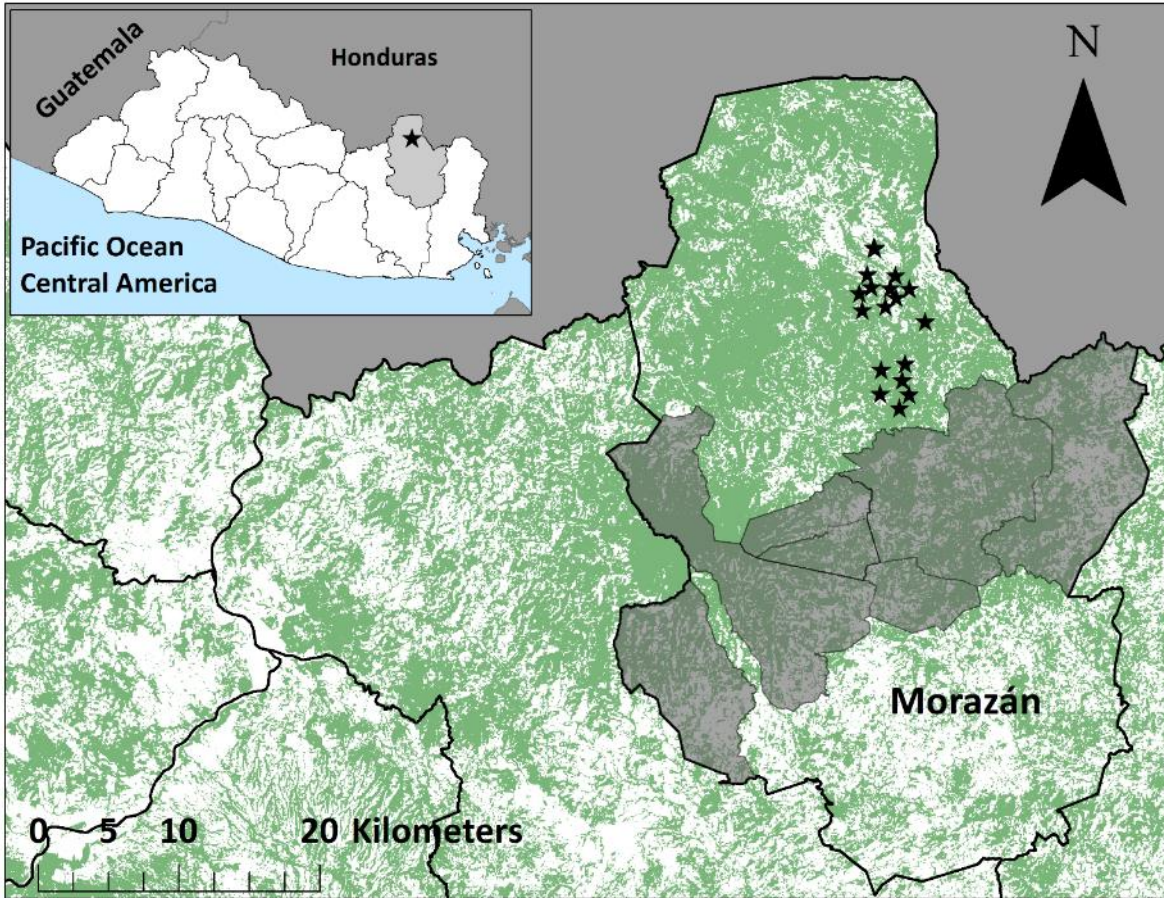 Guatemala
Honduras
Pacific Ocean
Central America
N
Morazán
0 5 10 20 Kilometers